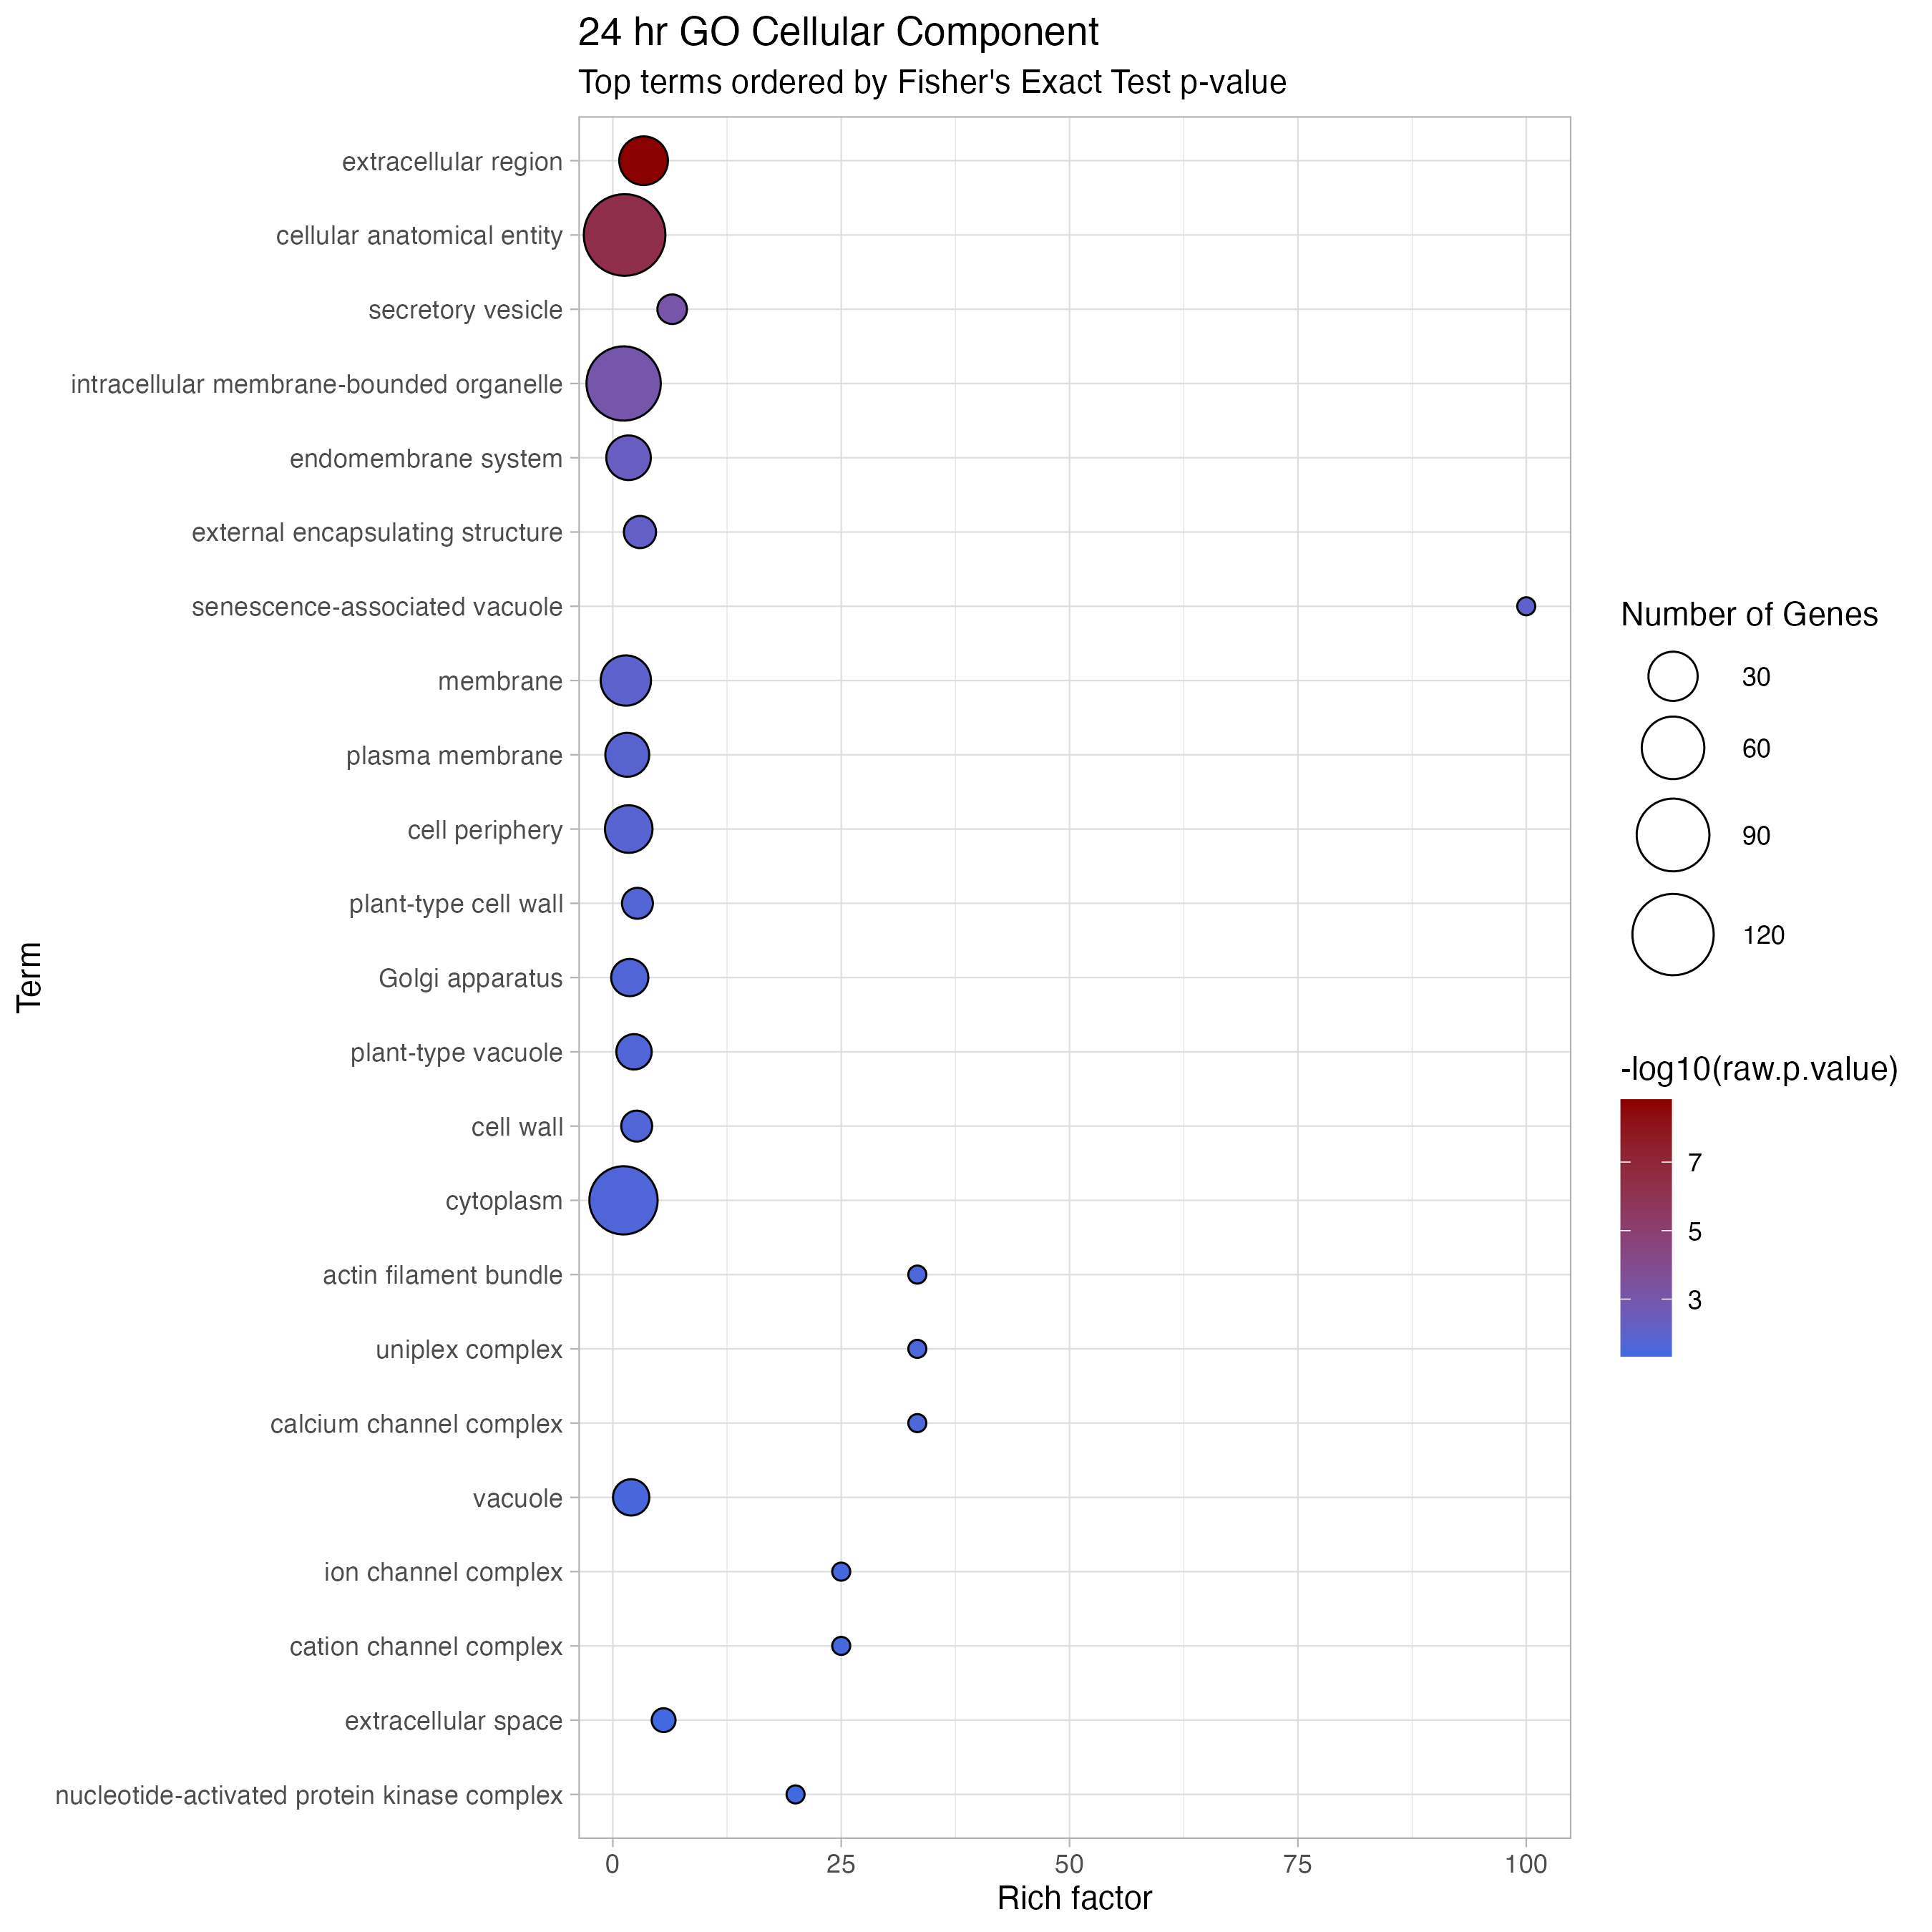 24 hr GO Cellular Component
Top terms ordered by Fisher's Exact Test p-value
Term
extracellular region
cellular anatomical entity
secretory vesicle
intracellular membrane-bounded organelle
endomembrane system
external encapsulating structure
senescence-associated vacuole
membrane
plasma membrane
cell periphery
plant-type cell wall
Golgi apparatus
plant-type vacuole
cell wall
cytoplasm
actin filament bundle
uniplex complex
calcium channel complex
vacuole
ion channel complex
cation channel complex
extracellular space
nucleotide-activated protein kinase complex
0 25 50 75 100
Rich factor
Number of Genes
30
60
90
120
-log10(raw.p.value)
7
5
3